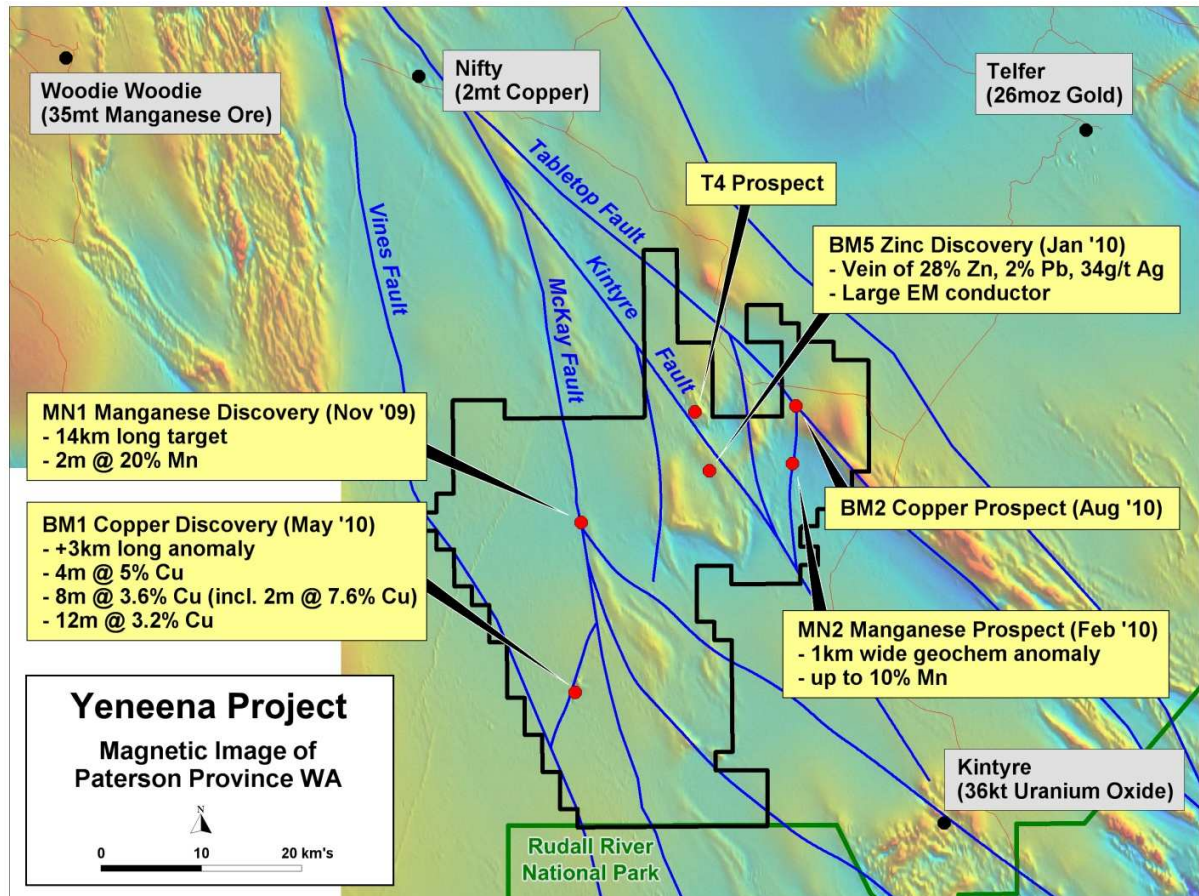 Woodie Woodie
(35mt Manganese Ore)
Nifty
(2mt Copper)
Telfer
(26moz Gold)
Vines Fault
McKay Fault
Kintyre
Fault
Tabletop Fault
T4 Prospect
BM5 Zinc Discovery (Jan '10)
- Vein of 28% Zn, 2% Pb, 34g/t Ag
- Large EM conductor
MN1 Manganese Discovery (Nov '09)
- 14km long target
- 2m @ 20% Mn
BM1 Copper Discovery (May '10)
- +3km long anomaly
- 4m @ 5% Cu
- 8m @ 3.6% Cu (incl. 2m @ 7.6% Cu)
- 12m @ 3.2% Cu
BM2 Copper Prospect (Aug '10)
MN2 Manganese Prospect (Feb '10)
- 1km wide geochem anomaly
- up to 10% Mn
Yeneena Project
Magnetic Image of
Paterson Province WA
N
0 10 20 km's
Rudall River
National Park
Kintyre
(36kt Uranium Oxide)